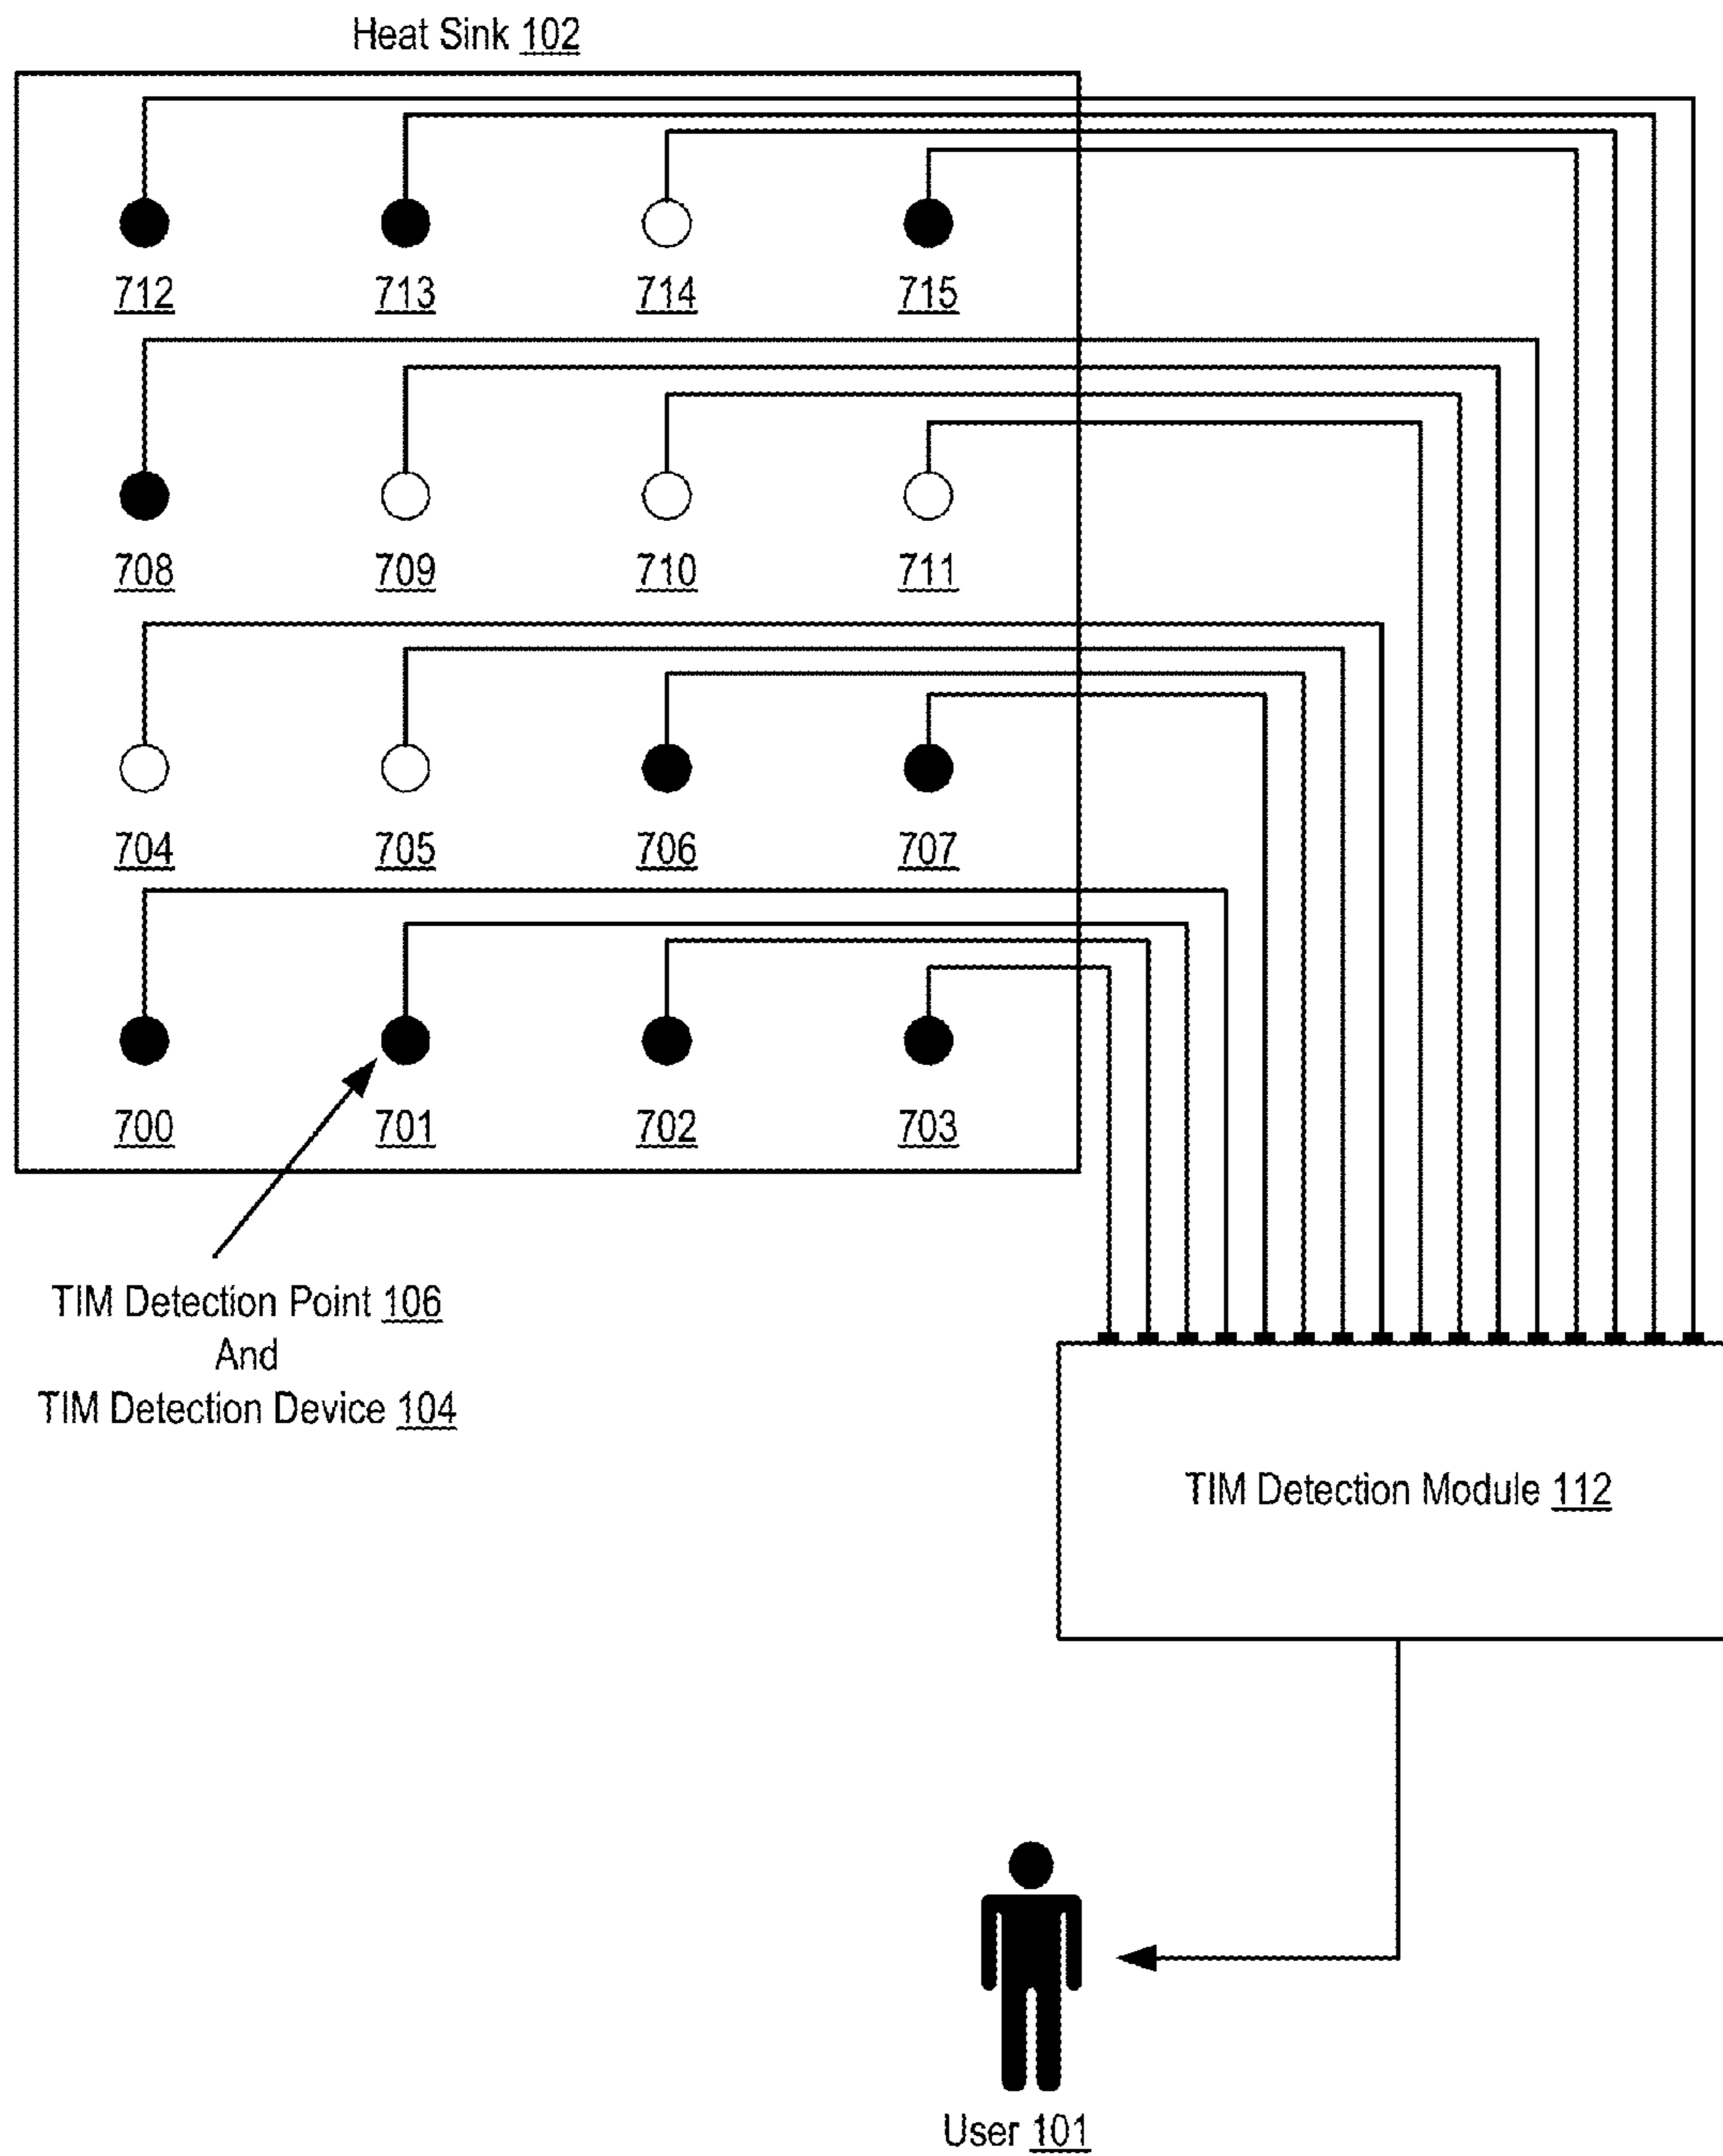 Heat Sink 102
712 713 714 715
708 709 710 711
704 705 706 707
700 701 702 703
TIM Detection Point 106
And
TIM Detection Device 104
TIM Detection Module 112
User 101